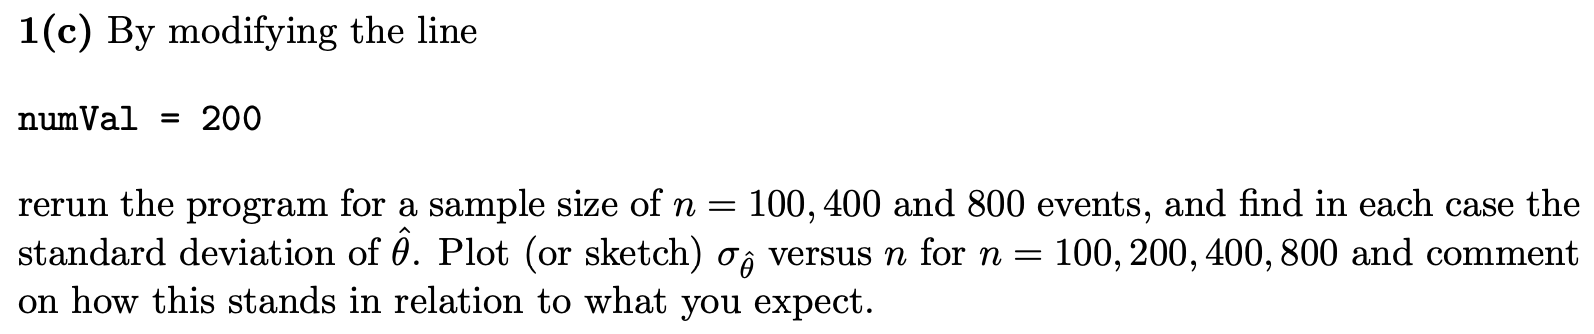 1(c) By modifying the line
numVal = 200
rerun the program for a sample size of n = 100, 400 and 800 events, and find in each case the
standard deviation of θ̂. Plot (or sketch) σ_θ̂ versus n for n = 100, 200, 400, 800 and comment
on how this stands in relation to what you expect.